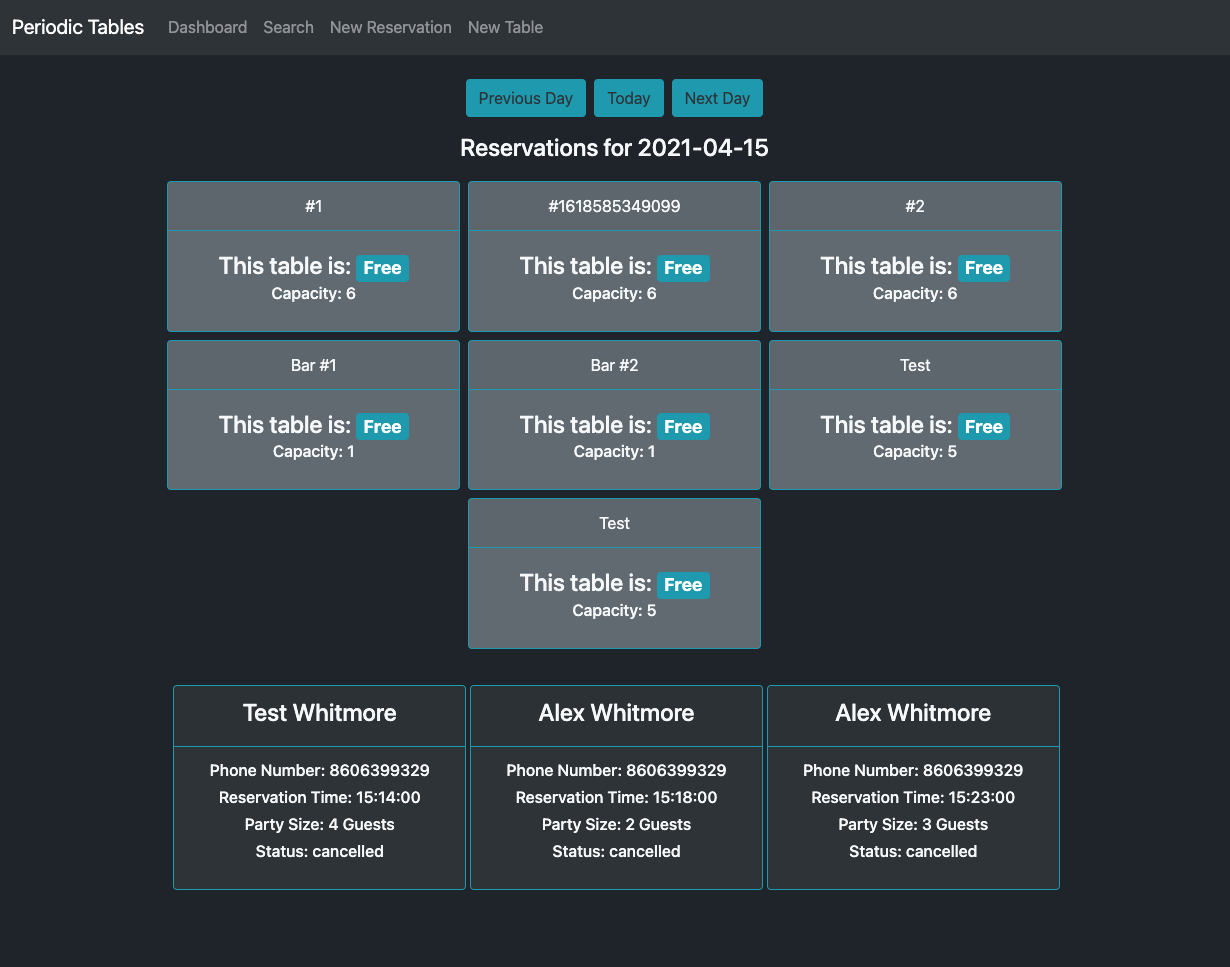 Periodic Tables Dashboard Search New Reservation New Table
Previous Day Today Next Day
Reservations for 2021-04-15
#1
This table is: Free
Capacity: 6
#1618585349099
This table is: Free
Capacity: 6
#2
This table is: Free
Capacity: 6
Bar #1
This table is: Free
Capacity: 1
Bar #2
This table is: Free
Capacity: 1
Test
This table is: Free
Capacity: 5
Test
This table is: Free
Capacity: 5
Test Whitmore
Phone Number: 8606399329
Reservation Time: 15:14:00
Party Size: 4 Guests
Status: cancelled
Alex Whitmore
Phone Number: 8606399329
Reservation Time: 15:18:00
Party Size: 2 Guests
Status: cancelled
Alex Whitmore
Phone Number: 8606399329
Reservation Time: 15:23:00
Party Size: 3 Guests
Status: cancelled